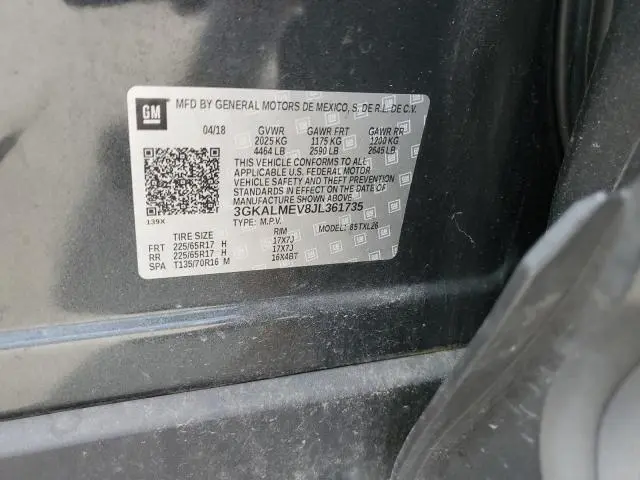 GM MFD BY GENERAL MOTORS DE MEXICO, S. DE R.L. DE C.V.
04/18 GVWR GAWR FRT GAWR RR
2025 KG 1175 KG 1200 KG
4464 LB 2590 LB 2645 LB
THIS VEHICLE CONFORMS TO ALL
APPLICABLE U.S. FEDERAL MOTOR
VEHICLE SAFETY AND THEFT PREVENTION
STANDARDS IN EFFECT ON THE DATE OF
MANUFACTURE SHOWN ABOVE.
139X 3GKALMEV8JL361735
TYPE: M.P.V. MODEL: 85TXL26
TIRE SIZE RIM
FRT 225/65R17 H 17X7J
RR 225/65R17 H 17X7J
SPA T135/70R16 M 16X4BT